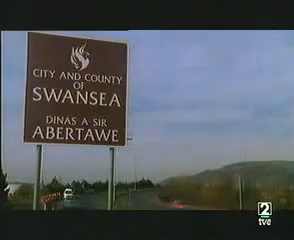 CITY AND COUNTY
OF
SWANSEA
DINAS A SIR
ABERTAWE
2
tve